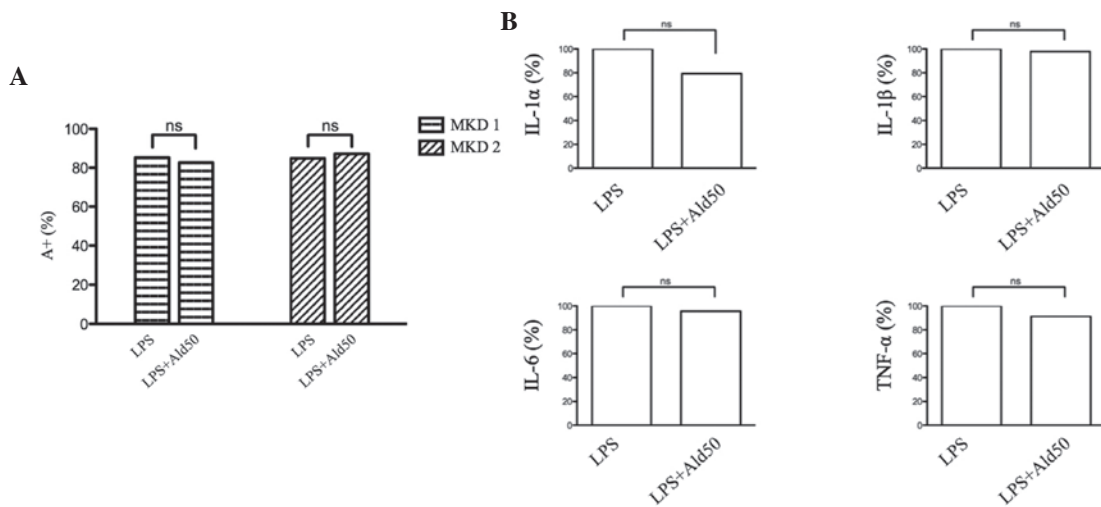 A
A+ (%)
100
80
60
40
20
0
ns
ns
LPS
LPS+Ald50
LPS
LPS+Ald50
MKD 1
MKD 2
B
IL-1α (%)
100
80
60
40
20
0
ns
LPS
LPS+Ald50
IL-1β (%)
100
80
60
40
20
0
ns
LPS
LPS+Ald50
IL-6 (%)
100
80
60
40
20
0
ns
LPS
LPS+Ald50
TNF-α (%)
100
80
60
40
20
0
ns
LPS
LPS+Ald50